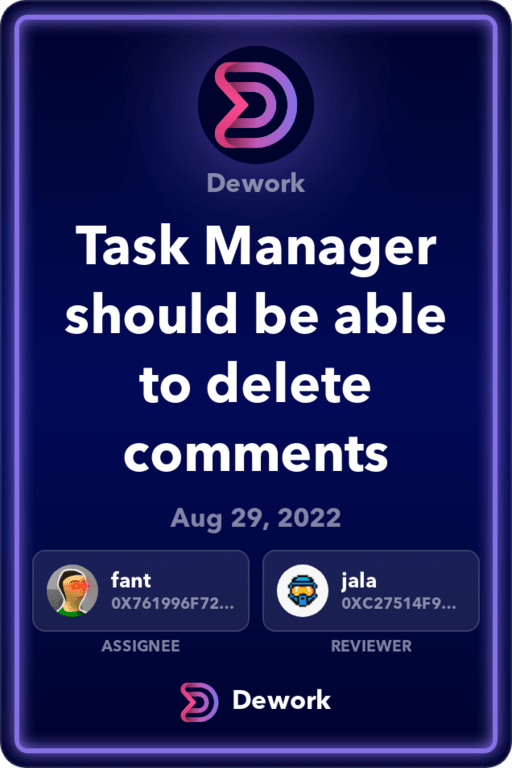 Dework
Task Manager
should be able
to delete
comments
Aug 29, 2022
fant
0X761996F72...
ASSIGNEE
jala
0XC27514F9...
REVIEWER
Dework